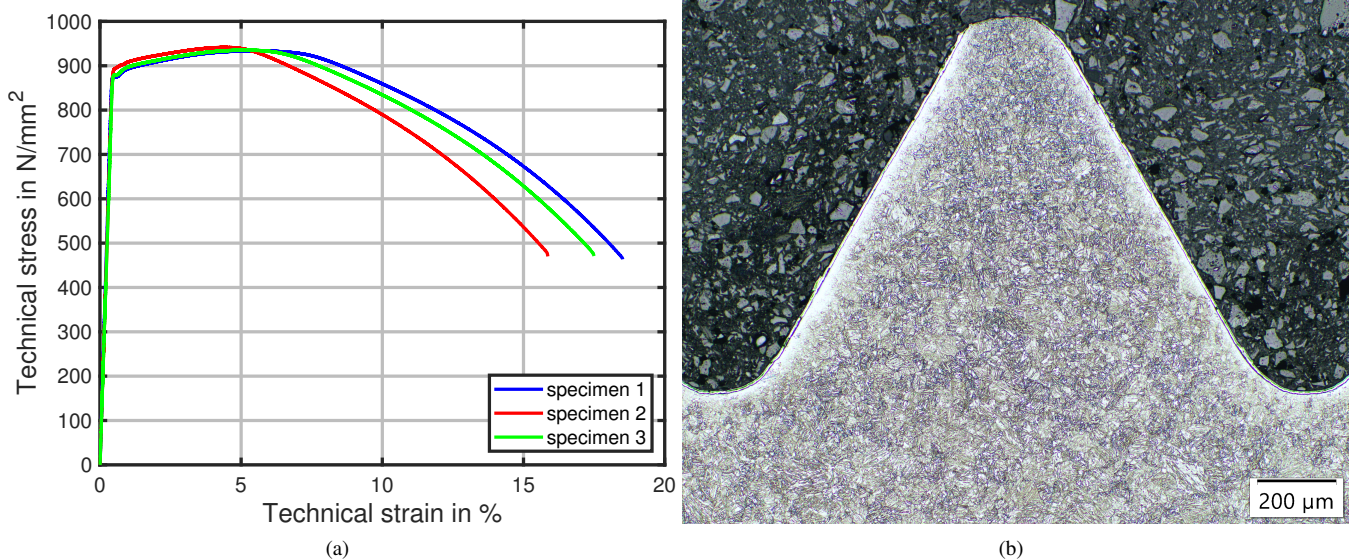 1000
900
800
700
600
500
400
300
200
100
0
0 5 10 15 20
Technical stress in N/mm²
Technical strain in %
specimen 1
specimen 2
specimen 3
(a)
200 µm
(b)